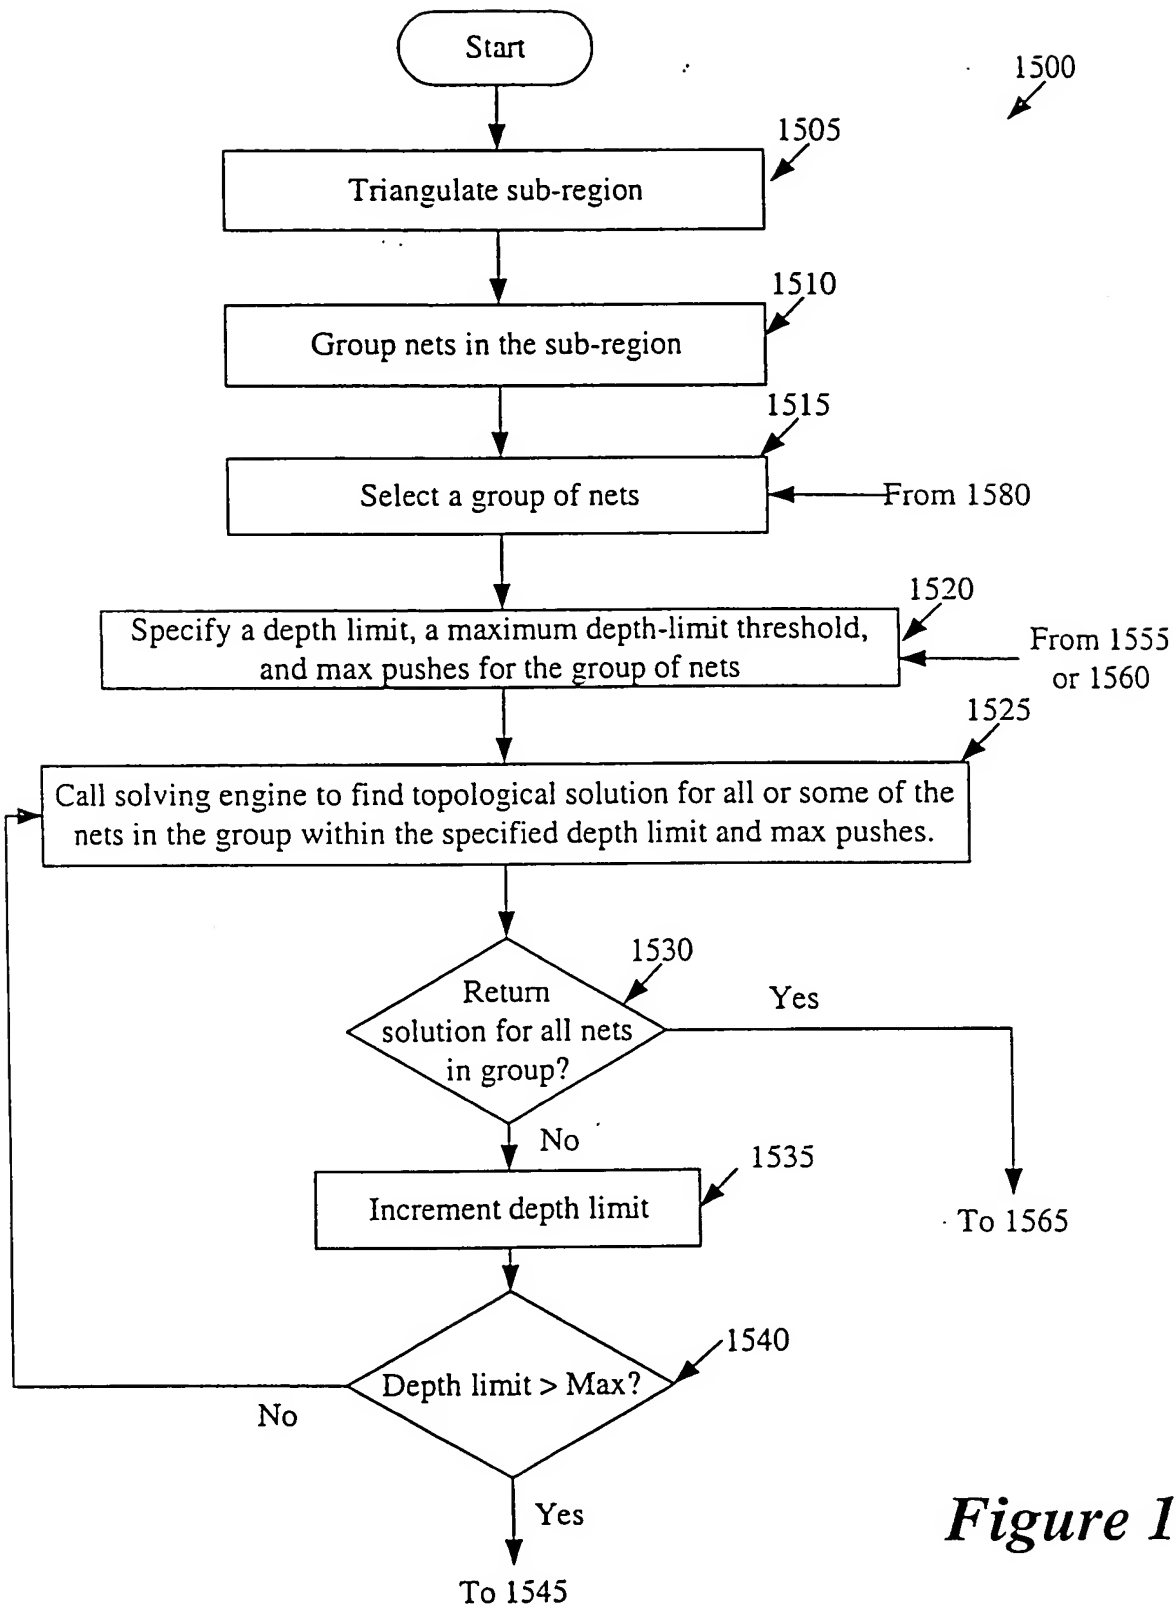 Start
1500
1505
Triangulate sub-region
1510
Group nets in the sub-region
1515
Select a group of nets
From 1580
1520
Specify a depth limit, a maximum depth-limit threshold,
and max pushes for the group of nets
From 1555
or 1560
1525
Call solving engine to find topological solution for all or some of the
nets in the group within the specified depth limit and max pushes.
1530
Return
solution for all nets
in group?
Yes
No
1535
Increment depth limit
To 1565
1540
Depth limit > Max?
No
Yes
Figure 1
To 1545